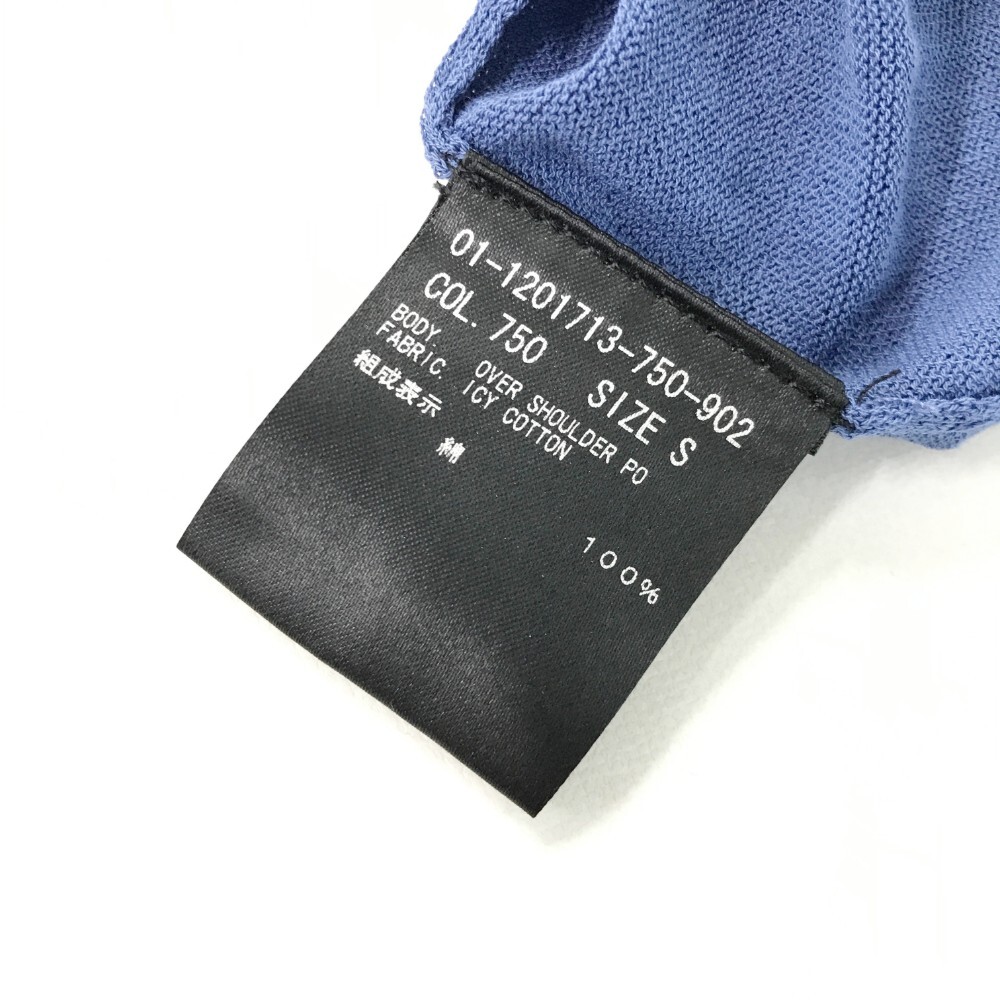 01-1201713-750-902
COL. 750 SIZE S
BODY. OVER SHOULDER PO
FABRIC. ICY COTTON
組成表示
綿 100%